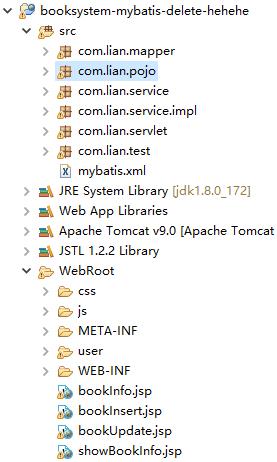 booksystem-mybatis-delete-hehehe
src
com.lian.mapper
com.lian.pojo
com.lian.service
com.lian.service.impl
com.lian.servlet
com.lian.test
mybatis.xml
JRE System Library [jdk1.8.0_172]
Web App Libraries
Apache Tomcat v9.0 [Apache Tomcat
JSTL 1.2.2 Library
WebRoot
css
js
META-INF
user
WEB-INF
bookInfo.jsp
bookInsert.jsp
bookUpdate.jsp
showBookInfo.jsp